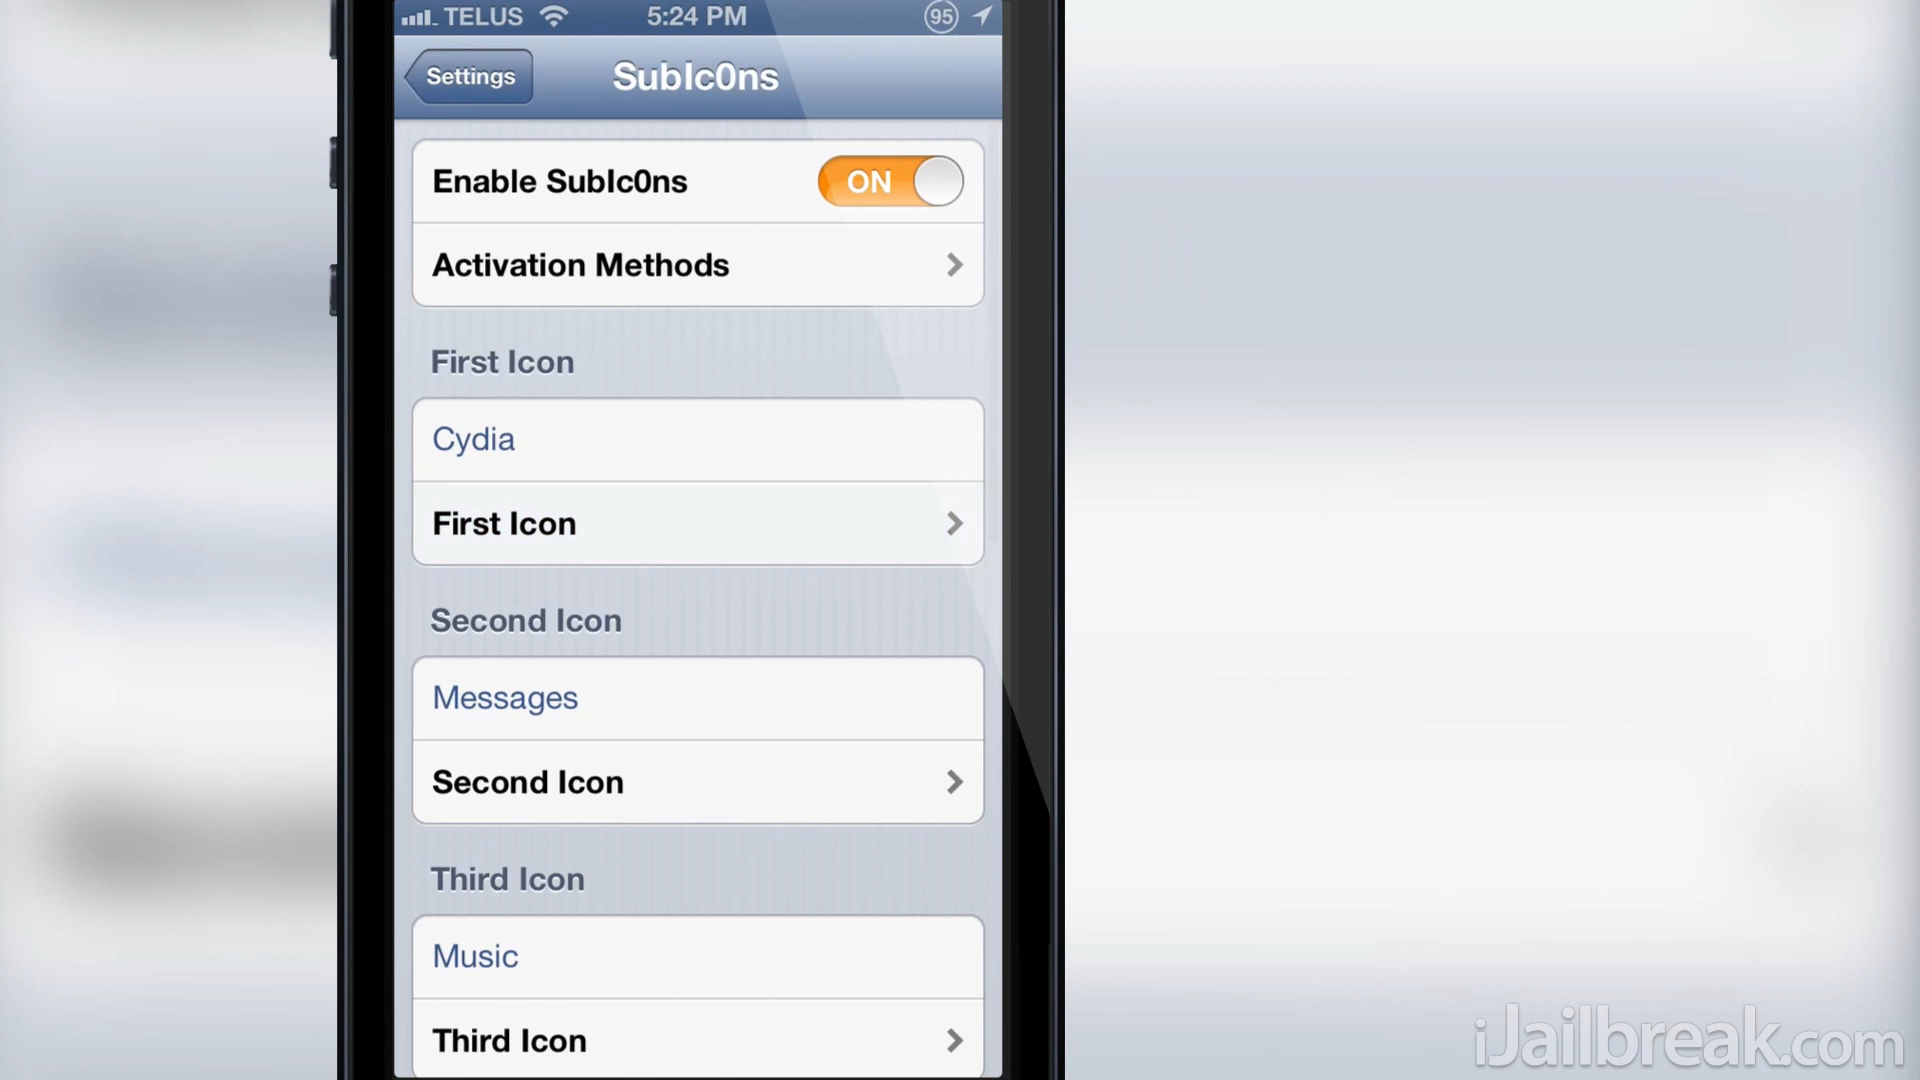 TELUS 5:24 PM 95
Settings SubIc0ns
Enable SubIc0ns ON
Activation Methods
First Icon
Cydia
First Icon
Second Icon
Messages
Second Icon
Third Icon
Music
Third Icon
iJailbreak.com